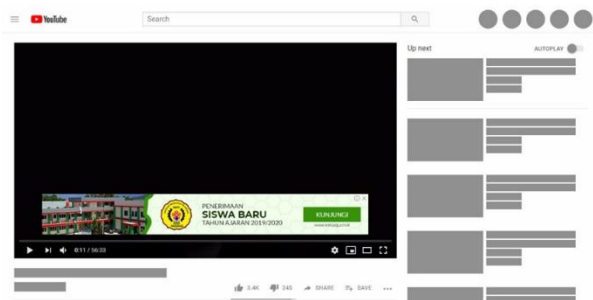 YouTube
Search
Up next
AUTOPLAY
PENERIMAAN
SISWA BARU
TAHUN AJARAN 2019/2020
KUNJUNGI
0:11 / 56:33
3.4K
246
SHARE
SAVE